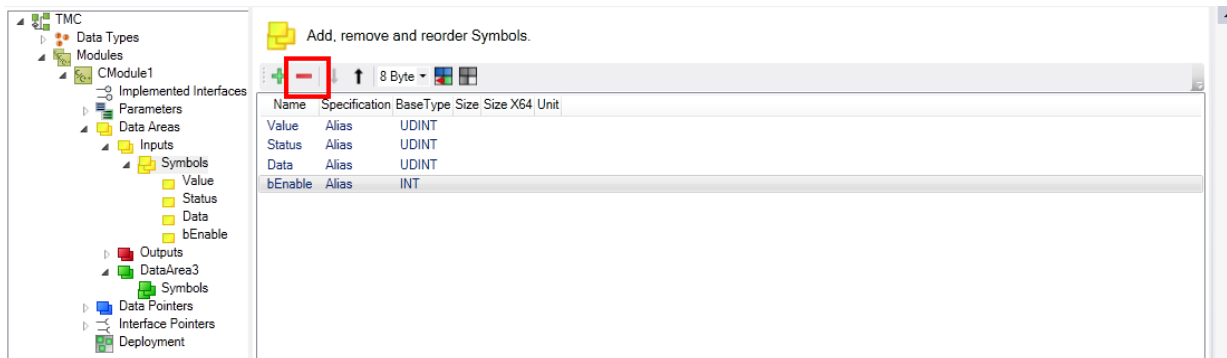 TMC
Data Types
Modules
CModule1
Implemented Interfaces
Parameters
Data Areas
Inputs
Symbols
Value
Status
Data
bEnable
Outputs
DataArea3
Symbols
Data Pointers
Interface Pointers
Deployment
Add, remove and reorder Symbols.
8 Byte
Name Specification BaseType Size Size X64 Unit
Value Alias UDINT
Status Alias UDINT
Data Alias UDINT
bEnable Alias INT